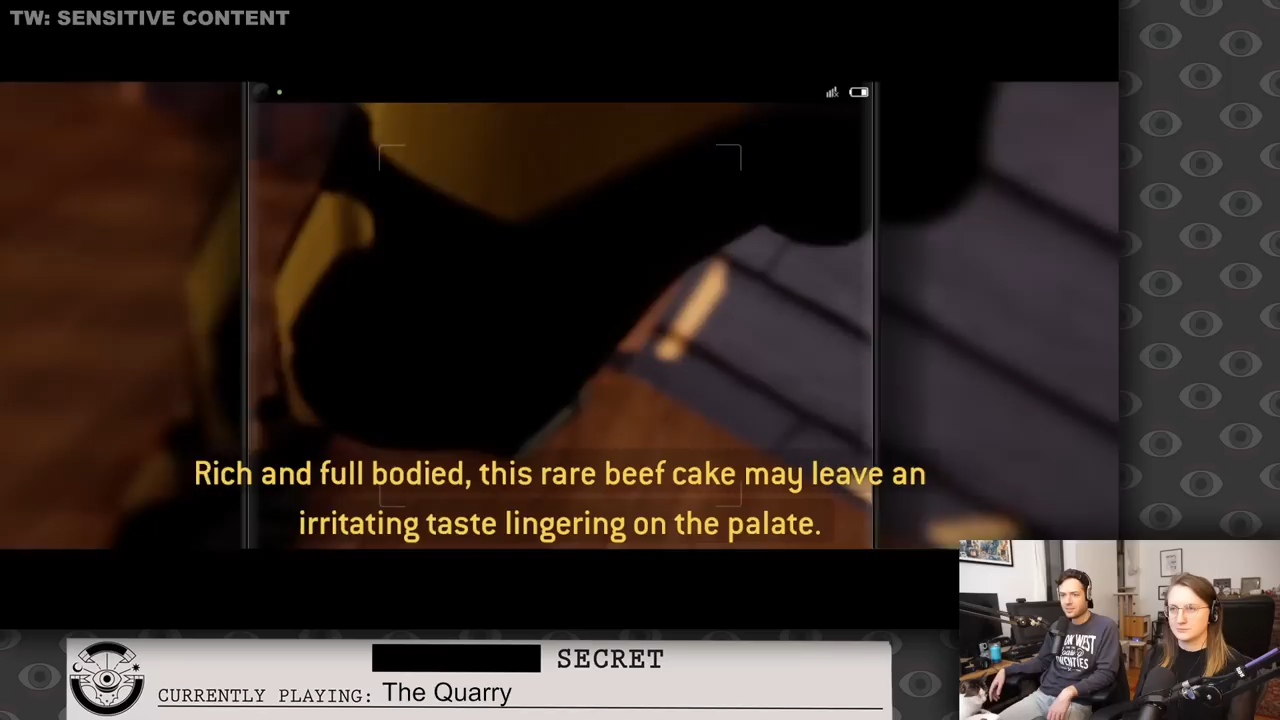 TW: SENSITIVE CONTENT
Rich and full bodied, this rare beef cake may leave an
irritating taste lingering on the palate.
SECRET
CURRENTLY PLAYING: The Quarry